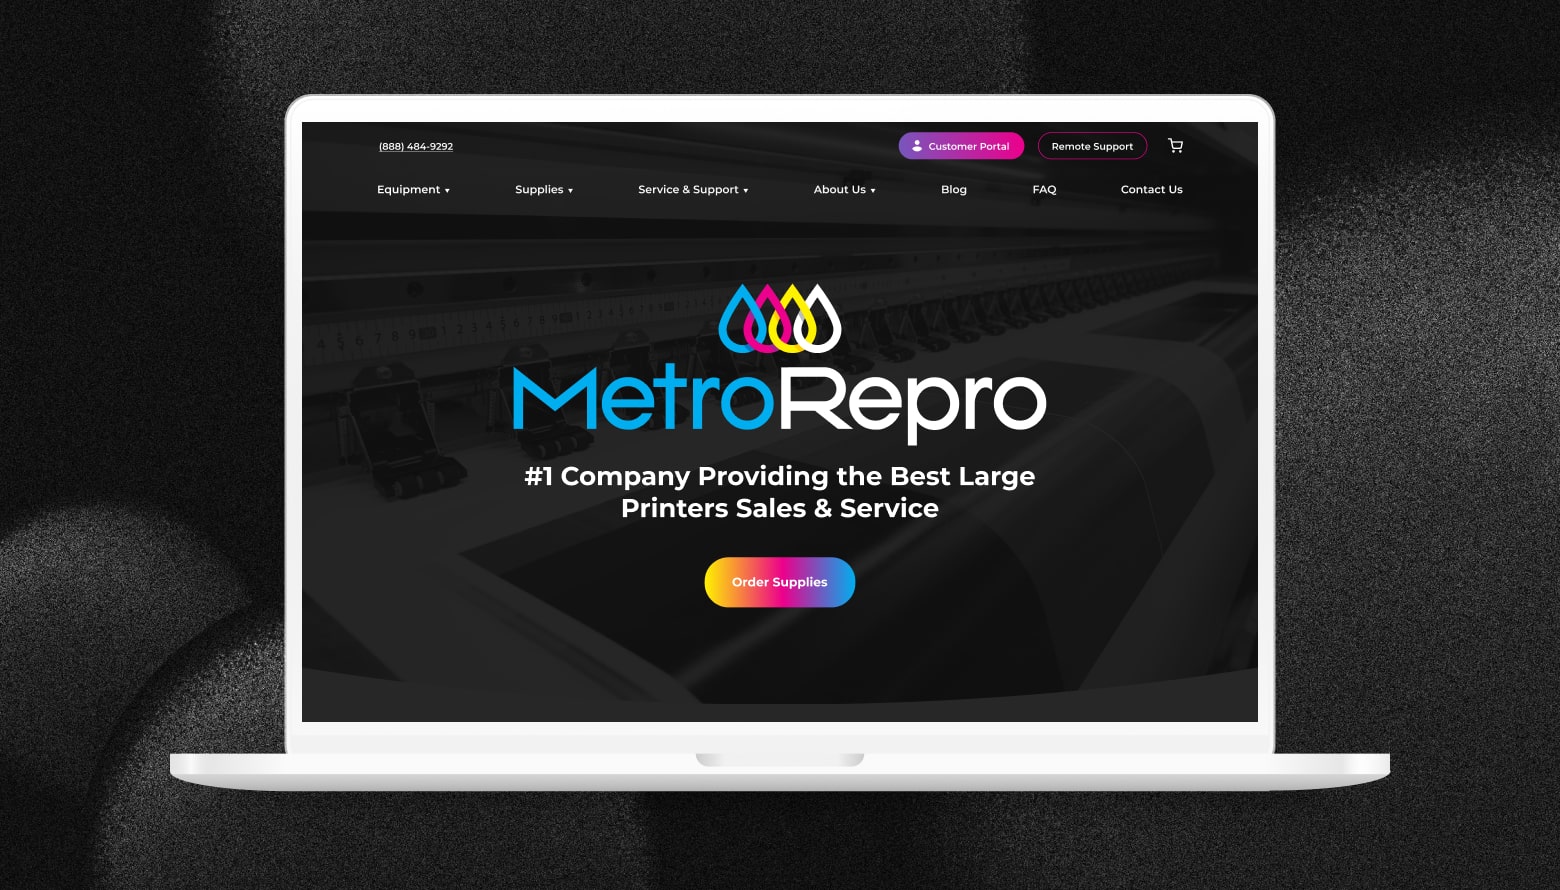 (888) 484-9292
Customer Portal
Remote Support
Equipment
Supplies
Service & Support
About Us
Blog
FAQ
Contact Us
MetroRepro
#1 Company Providing the Best Large
Printers Sales & Service
Order Supplies